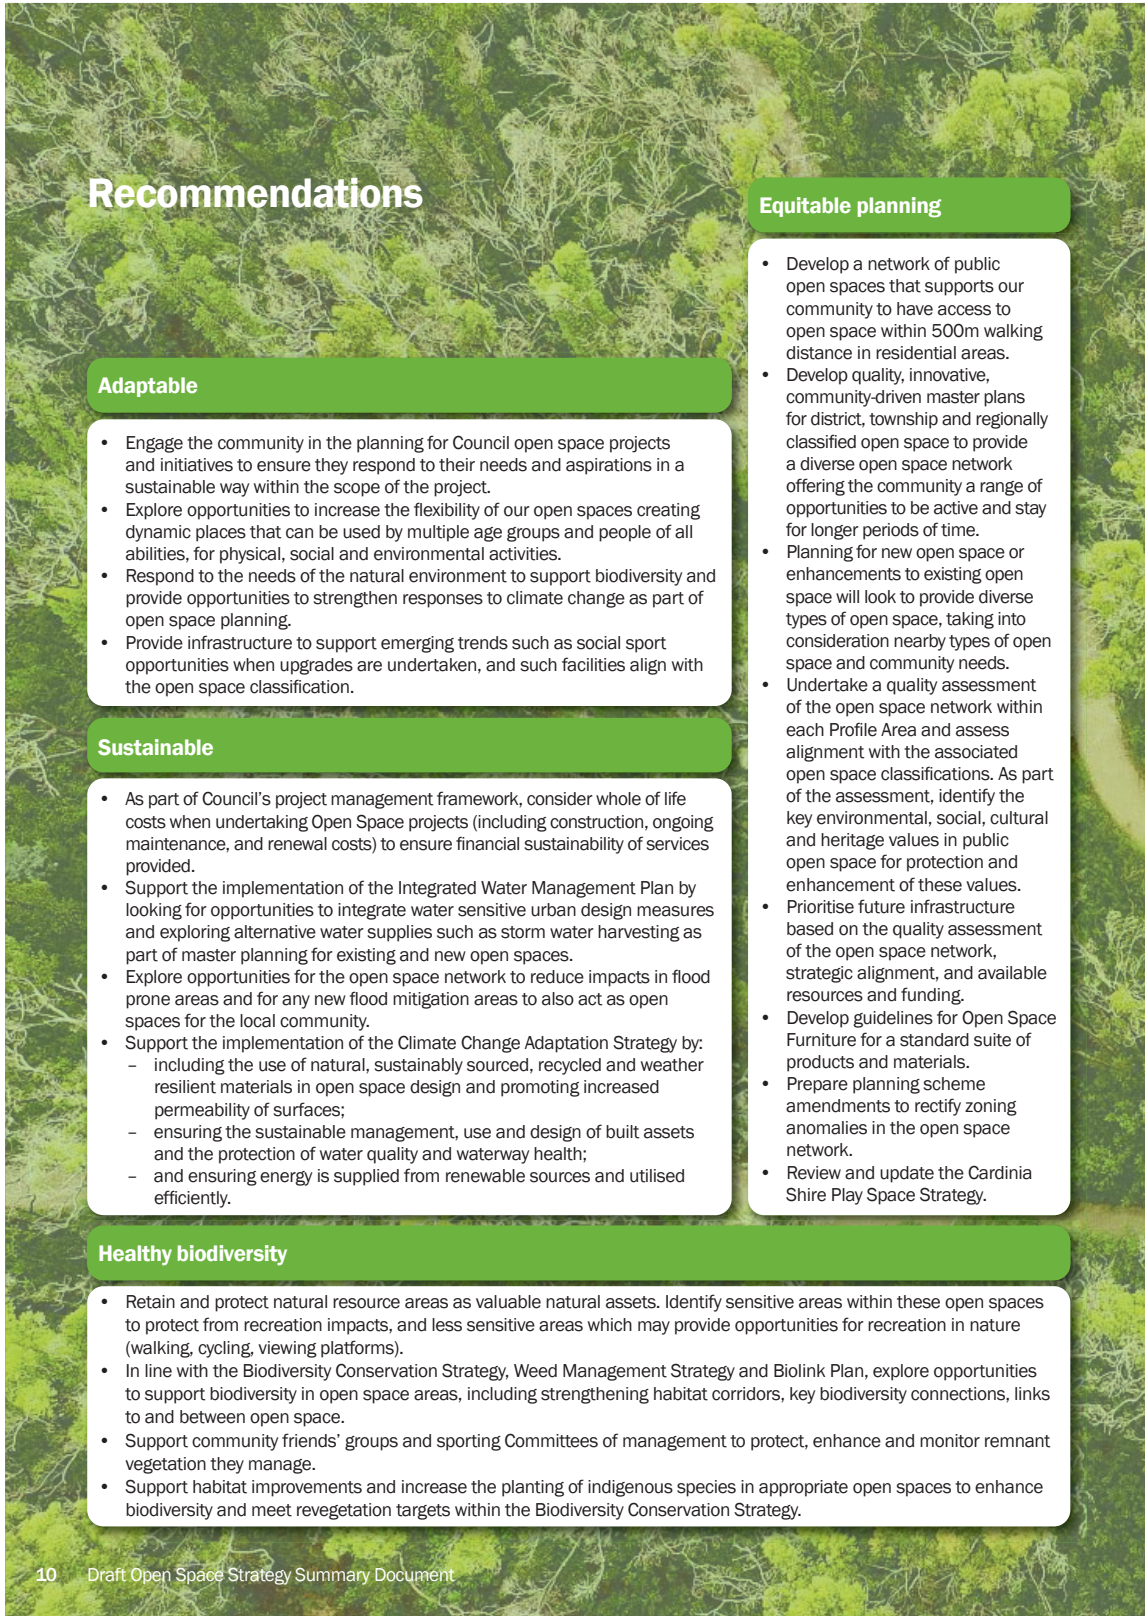 Recommendations
Adaptable
• Engage the community in the planning for Council open space projects
and initiatives to ensure they respond to their needs and aspirations in a
sustainable way within the scope of the project.
• Explore opportunities to increase the flexibility of our open spaces creating
dynamic places that can be used by multiple age groups and people of all
abilities, for physical, social and environmental activities.
• Respond to the needs of the natural environment to support biodiversity and
provide opportunities to strengthen responses to climate change as part of
open space planning.
• Provide infrastructure to support emerging trends such as social sport
opportunities when upgrades are undertaken, and such facilities align with
the open space classification.
Sustainable
• As part of Council's project management framework, consider whole of life
costs when undertaking Open Space projects (including construction, ongoing
maintenance, and renewal costs) to ensure financial sustainability of services
provided.
• Support the implementation of the Integrated Water Management Plan by
looking for opportunities to integrate water sensitive urban design measures
and exploring alternative water supplies such as storm water harvesting as
part of master planning for existing and new open spaces.
• Explore opportunities for the open space network to reduce impacts in flood
prone areas and for any new flood mitigation areas to also act as open
spaces for the local community.
• Support the implementation of the Climate Change Adaptation Strategy by:
– including the use of natural, sustainably sourced, recycled and weather
resilient materials in open space design and promoting increased
permeability of surfaces;
– ensuring the sustainable management, use and design of built assets
and the protection of water quality and waterway health;
– and ensuring energy is supplied from renewable sources and utilised
efficiently.
Equitable planning
• Develop a network of public
open spaces that supports our
community to have access to
open space within 500m walking
distance in residential areas.
• Develop quality, innovative,
community-driven master plans
for district, township and regionally
classified open space to provide
a diverse open space network
offering the community a range of
opportunities to be active and stay
for longer periods of time.
• Planning for new open space or
enhancements to existing open
space will look to provide diverse
types of open space, taking into
consideration nearby types of open
space and community needs.
• Undertake a quality assessment
of the open space network within
each Profile Area and assess
alignment with the associated
open space classifications. As part
of the assessment, identify the
key environmental, social, cultural
and heritage values in public
open space for protection and
enhancement of these values.
• Prioritise future infrastructure
based on the quality assessment
of the open space network,
strategic alignment, and available
resources and funding.
• Develop guidelines for Open Space
Furniture for a standard suite of
products and materials.
• Prepare planning scheme
amendments to rectify zoning
anomalies in the open space
network.
• Review and update the Cardinia
Shire Play Space Strategy.
Healthy biodiversity
• Retain and protect natural resource areas as valuable natural assets. Identify sensitive areas within these open spaces
to protect from recreation impacts, and less sensitive areas which may provide opportunities for recreation in nature
(walking, cycling, viewing platforms).
• In line with the Biodiversity Conservation Strategy, Weed Management Strategy and Biolink Plan, explore opportunities
to support biodiversity in open space areas, including strengthening habitat corridors, key biodiversity connections, links
to and between open space.
• Support community friends' groups and sporting Committees of management to protect, enhance and monitor remnant
vegetation they manage.
• Support habitat improvements and increase the planting of indigenous species in appropriate open spaces to enhance
biodiversity and meet revegetation targets within the Biodiversity Conservation Strategy.
10 Draft Open Space Strategy Summary Document